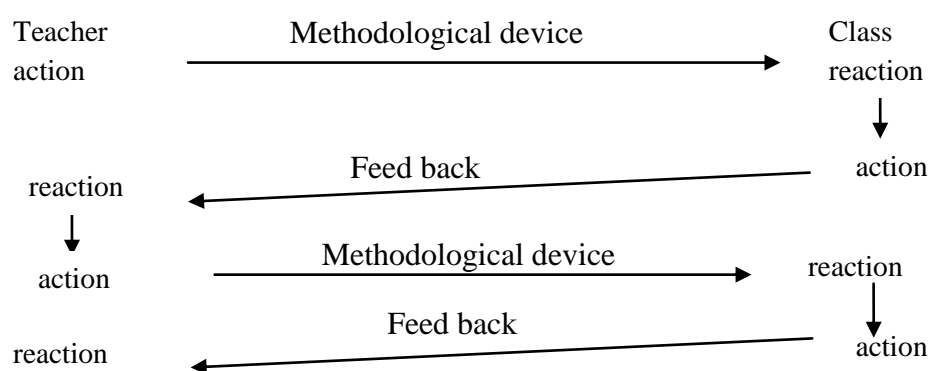 Teacher Methodological device Class
action reaction
Feed back action
reaction
Methodological device reaction
action
Feed back action
reaction